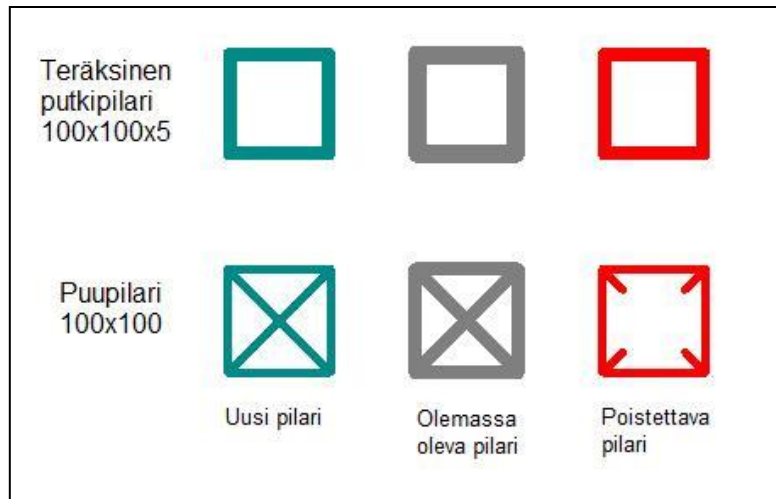 Teräksinen
putkipilari
100x100x5
Puupilari
100x100
Uusi pilari
Olemassa
oleva pilari
Poistettava
pilari